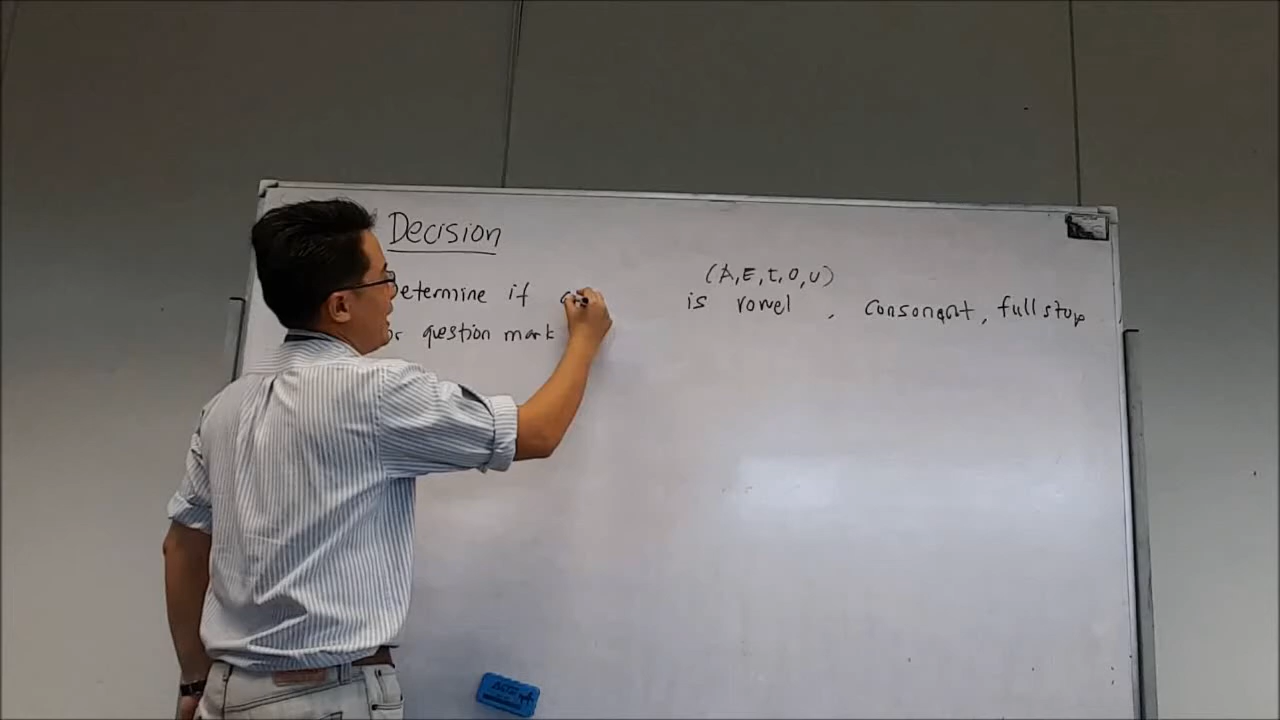 Decision
Determine if
(A, E, I, O, U)
is vowel , consonant, full stop
or question mark